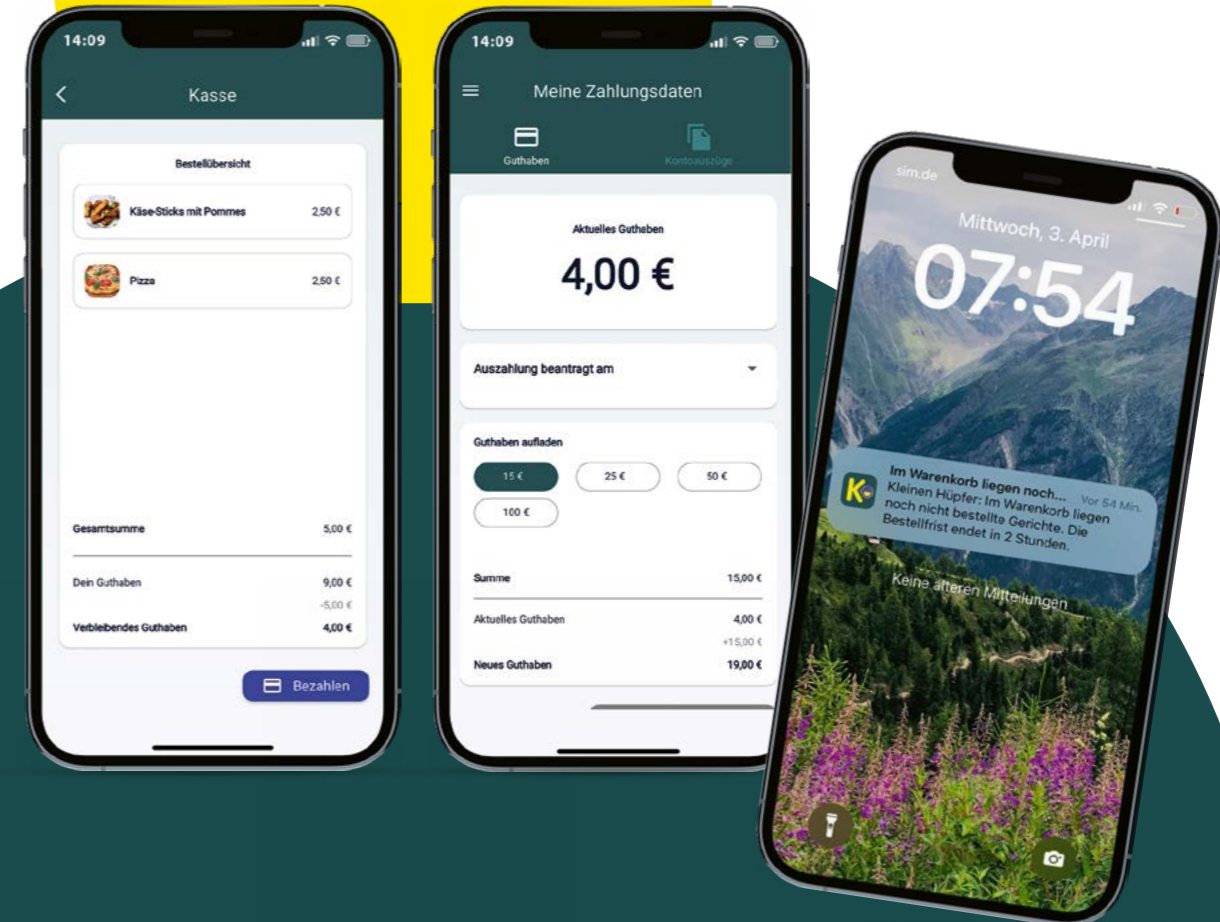 14:09
Kasse
Bestellübersicht
Käse-Sticks mit Pommes 2,50 €
Pizza 2,50 €
Gesamtsumme 5,00 €
Dein Guthaben 9,00 €
-5,00 €
Verbleibendes Guthaben 4,00 €
Bezahlen
14:09
Meine Zahlungsdaten
Guthaben Kontoauszüge
Aktuelles Guthaben
4,00 €
Auszahlung beantragt am
Guthaben aufladen
15 € 25 € 50 €
100 €
Summe 15,00 €
Aktuelles Guthaben 4,00 €
+15,00 €
Neues Guthaben 19,00 €
sim.de
Mittwoch, 3. April
07:54
K
Im Warenkorb liegen noch... Vor 54 Min.
Kleinen Hüpfer: Im Warenkorb liegen
noch nicht bestellte Gerichte. Die
Bestellfrist endet in 2 Stunden.
Keine älteren Mitteilungen